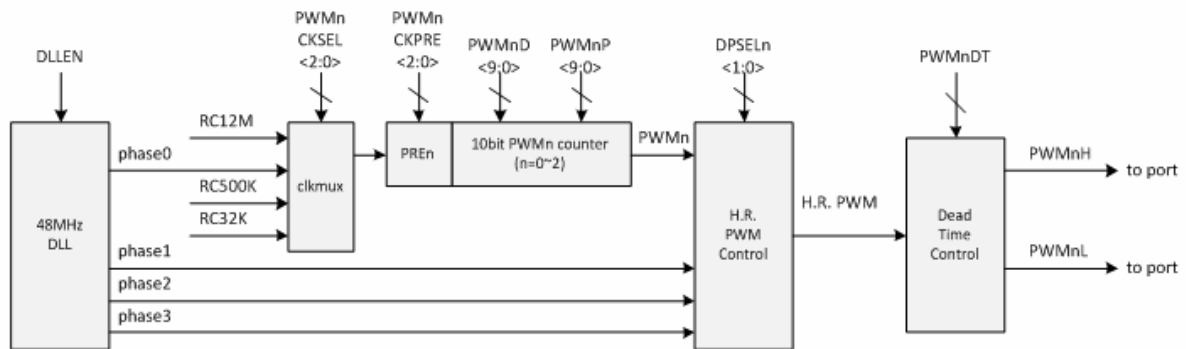 PWMn
CKSEL
<2:0>
PWMn
CKPRE
<2:0>
PWMnD
<9:0>
PWMnP
<9:0>
DPSELn
<1:0>
DLLEN
PWMnDT
RC12M
phase0
RC500K
RC32K
clkmux
PREn
10bit PWMn counter
(n=0~2)
PWMn
48MHz
DLL
phase1
phase2
phase3
H.R.
PWM
Control
H.R. PWM
Dead
Time
Control
PWMnH
to port
PWMnL
to port